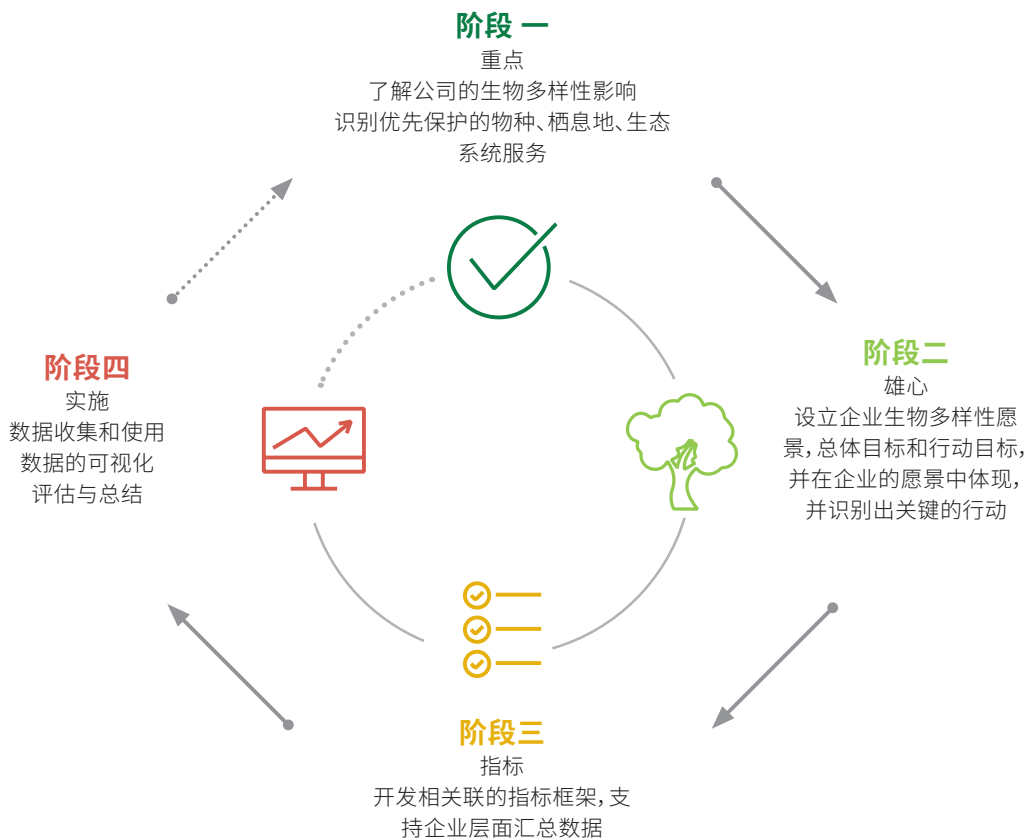 阶段 一
重点
了解公司的生物多样性影响
识别优先保护的物种、栖息地、生态
系统服务
阶段二
雄心
设立企业生物多样性愿
景,总体目标和行动目标,
并在企业的愿景中体现,
并识别出关键的行动
阶段三
指标
开发相关联的指标框架,支
持企业层面汇总数据
阶段四
实施
数据收集和使用
数据的可视化
评估与总结